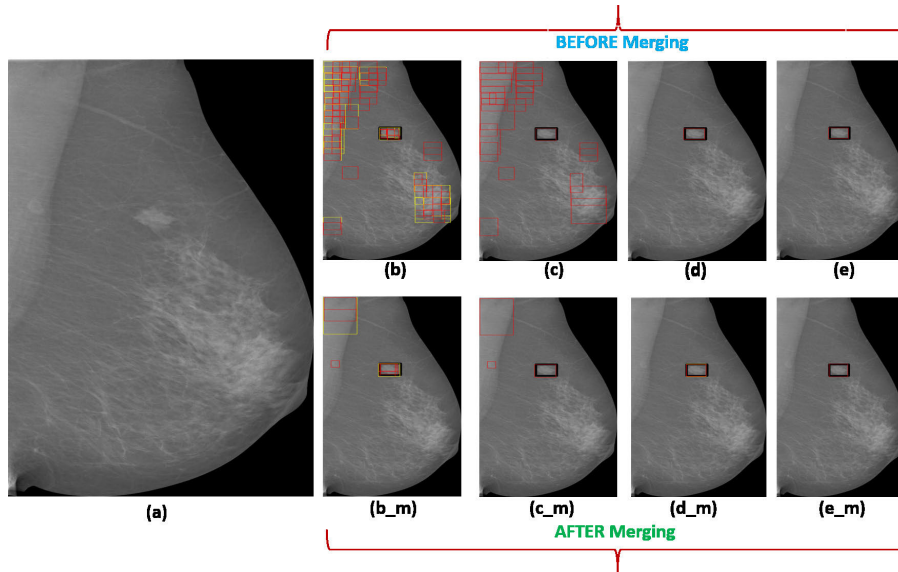 BEFORE Merging
(b) (c) (d) (e)
(a) (b_m) (c_m) (d_m) (e_m)
AFTER Merging